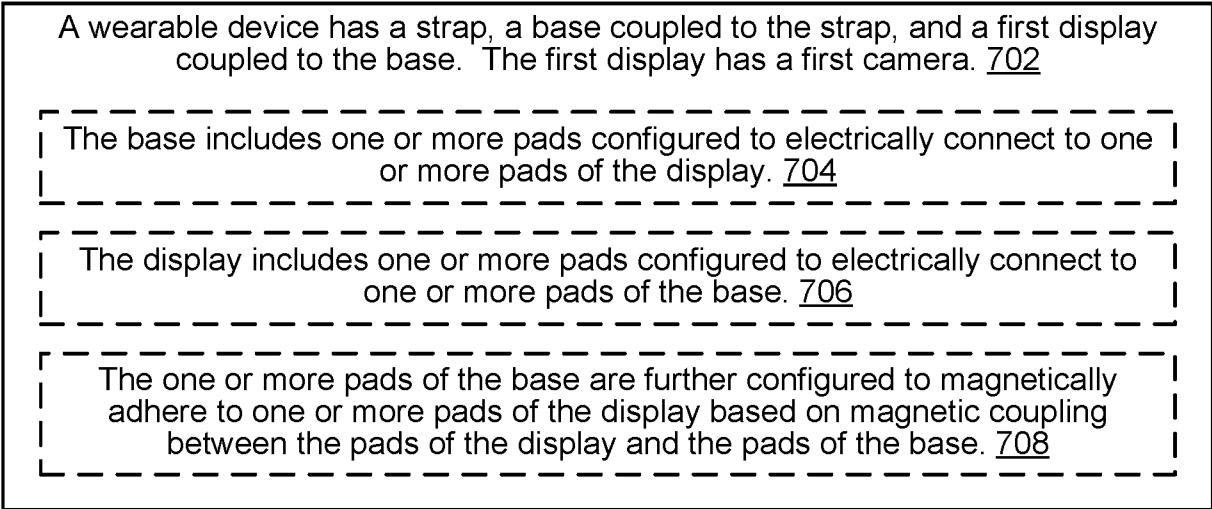 A wearable device has a strap, a base coupled to the strap, and a first display
coupled to the base.  The first display has a first camera. 702
The base includes one or more pads configured to electrically connect to one
or more pads of the display. 704
The display includes one or more pads configured to electrically connect to
one or more pads of the base. 706
The one or more pads of the base are further configured to magnetically
adhere to one or more pads of the display based on magnetic coupling
between the pads of the display and the pads of the base. 708